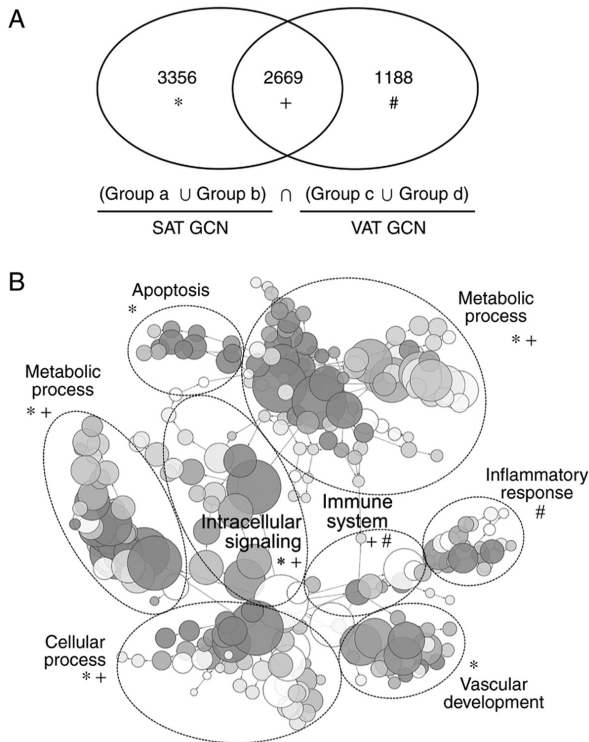 A
3356 2669 1188
* + #
(Group a ∪ Group b) ∩ (Group c ∪ Group d)
SAT GCN VAT GCN
B
Apoptosis
*
Metabolic
process
* +
Metabolic
process
* +
Inflammatory
response
#
Immune
system
+ #
Intracellular
signaling
* +
Cellular
process
* +
*
Vascular
development